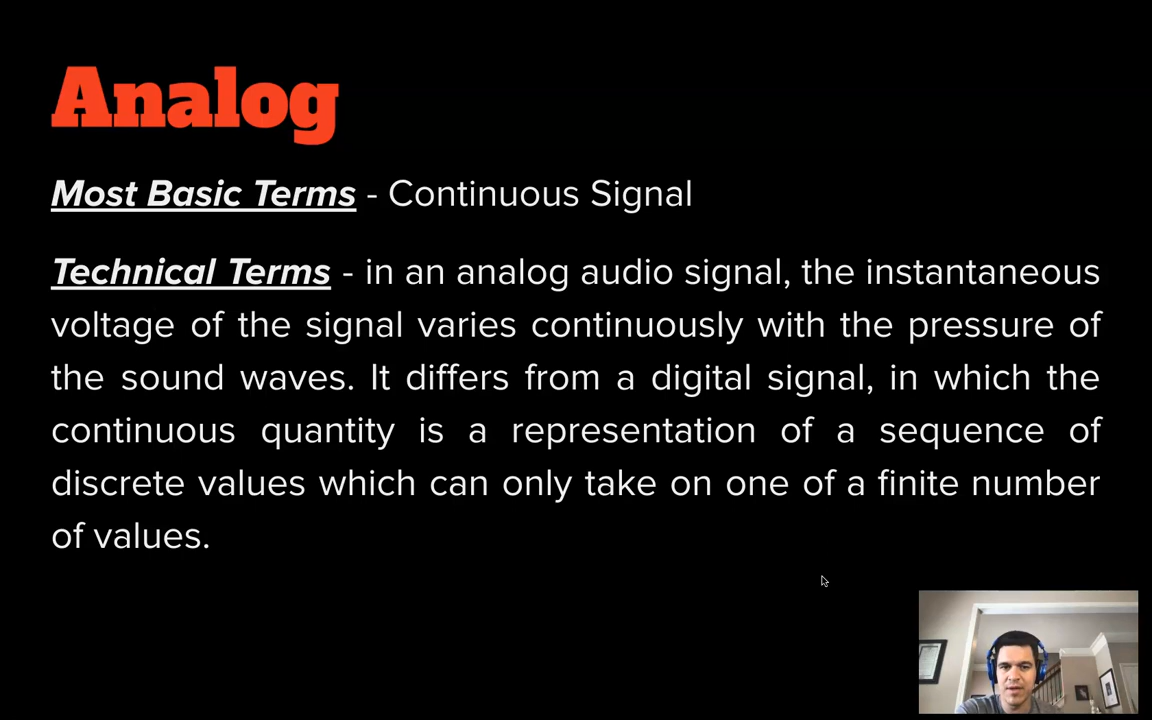 Analog
Most Basic Terms - Continuous Signal
Technical Terms - in an analog audio signal, the instantaneous
voltage of the signal varies continuously with the pressure of
the sound waves. It differs from a digital signal, in which the
continuous quantity is a representation of a sequence of
discrete values which can only take on one of a finite number
of values.